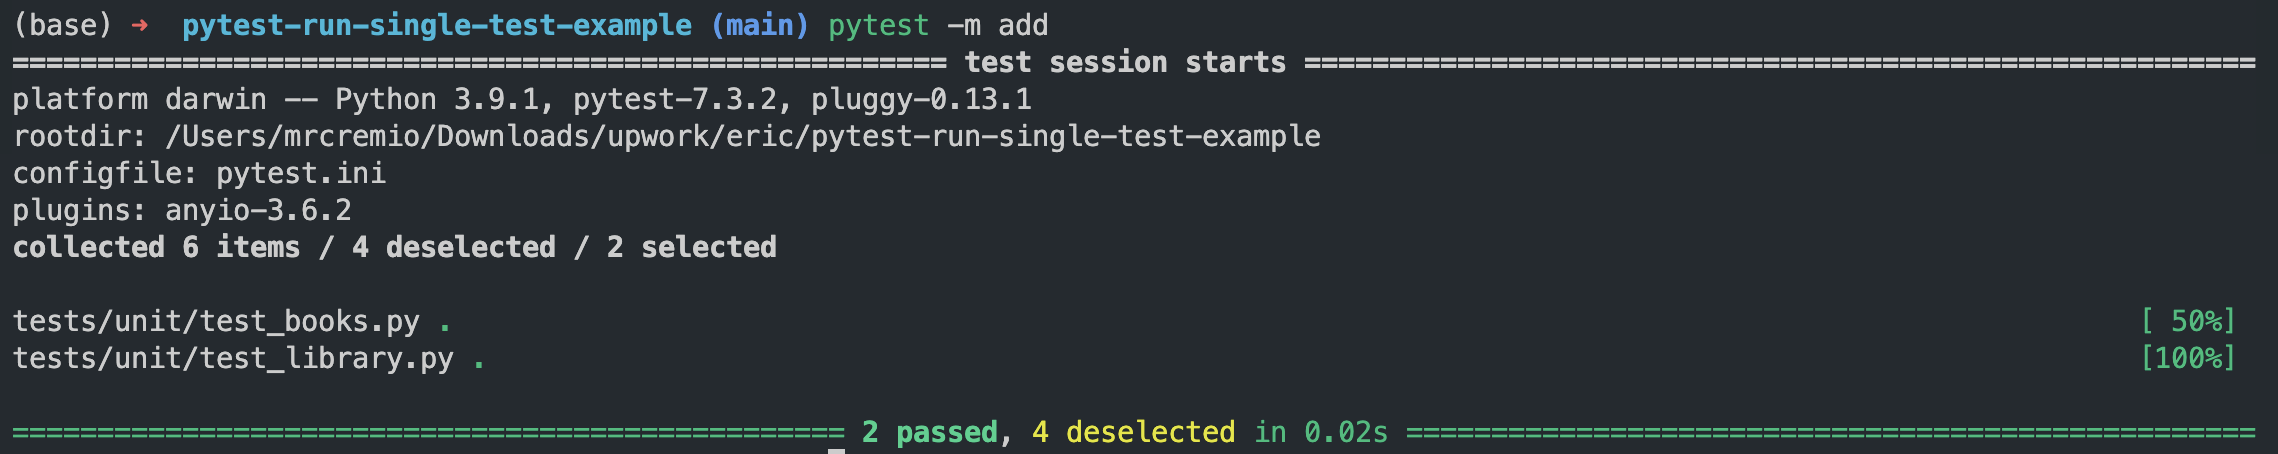 (base) ➜  pytest-run-single-test-example (main) pytest -m add
======================================================= test session starts ========================================================
platform darwin -- Python 3.9.1, pytest-7.3.2, pluggy-0.13.1
rootdir: /Users/mrcremio/Downloads/upwork/eric/pytest-run-single-test-example
configfile: pytest.ini
plugins: anyio-3.6.2
collected 6 items / 4 deselected / 2 selected
tests/unit/test_books.py . [ 50%]
tests/unit/test_library.py . [100%]
================================================= 2 passed, 4 deselected in 0.02s ==================================================